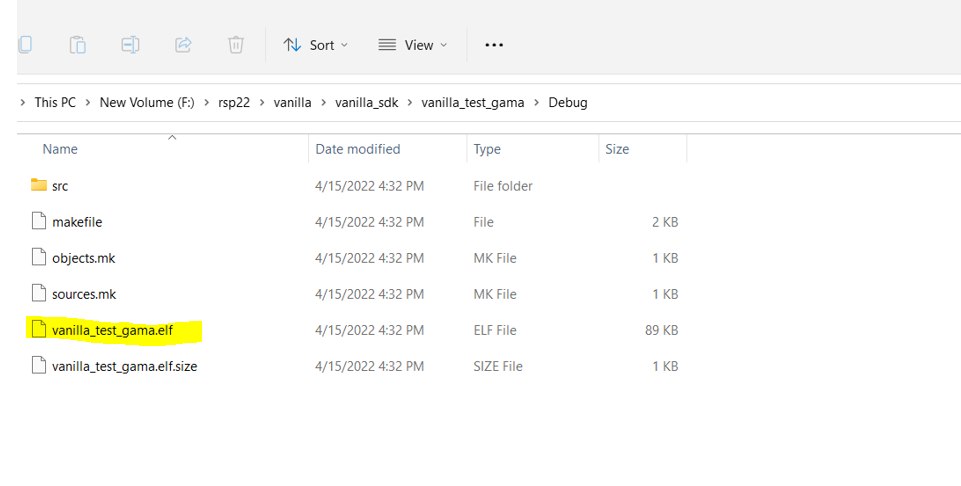 Sort View
This PC > New Volume (F:) > rsp22 > vanilla > vanilla_sdk > vanilla_test_gama > Debug
Name Date modified Type Size
src 4/15/2022 4:32 PM File folder
makefile 4/15/2022 4:32 PM File 2 KB
objects.mk 4/15/2022 4:32 PM MK File 1 KB
sources.mk 4/15/2022 4:32 PM MK File 1 KB
vanilla_test_gama.elf 4/15/2022 4:32 PM ELF File 89 KB
vanilla_test_gama.elf.size 4/15/2022 4:32 PM SIZE File 1 KB